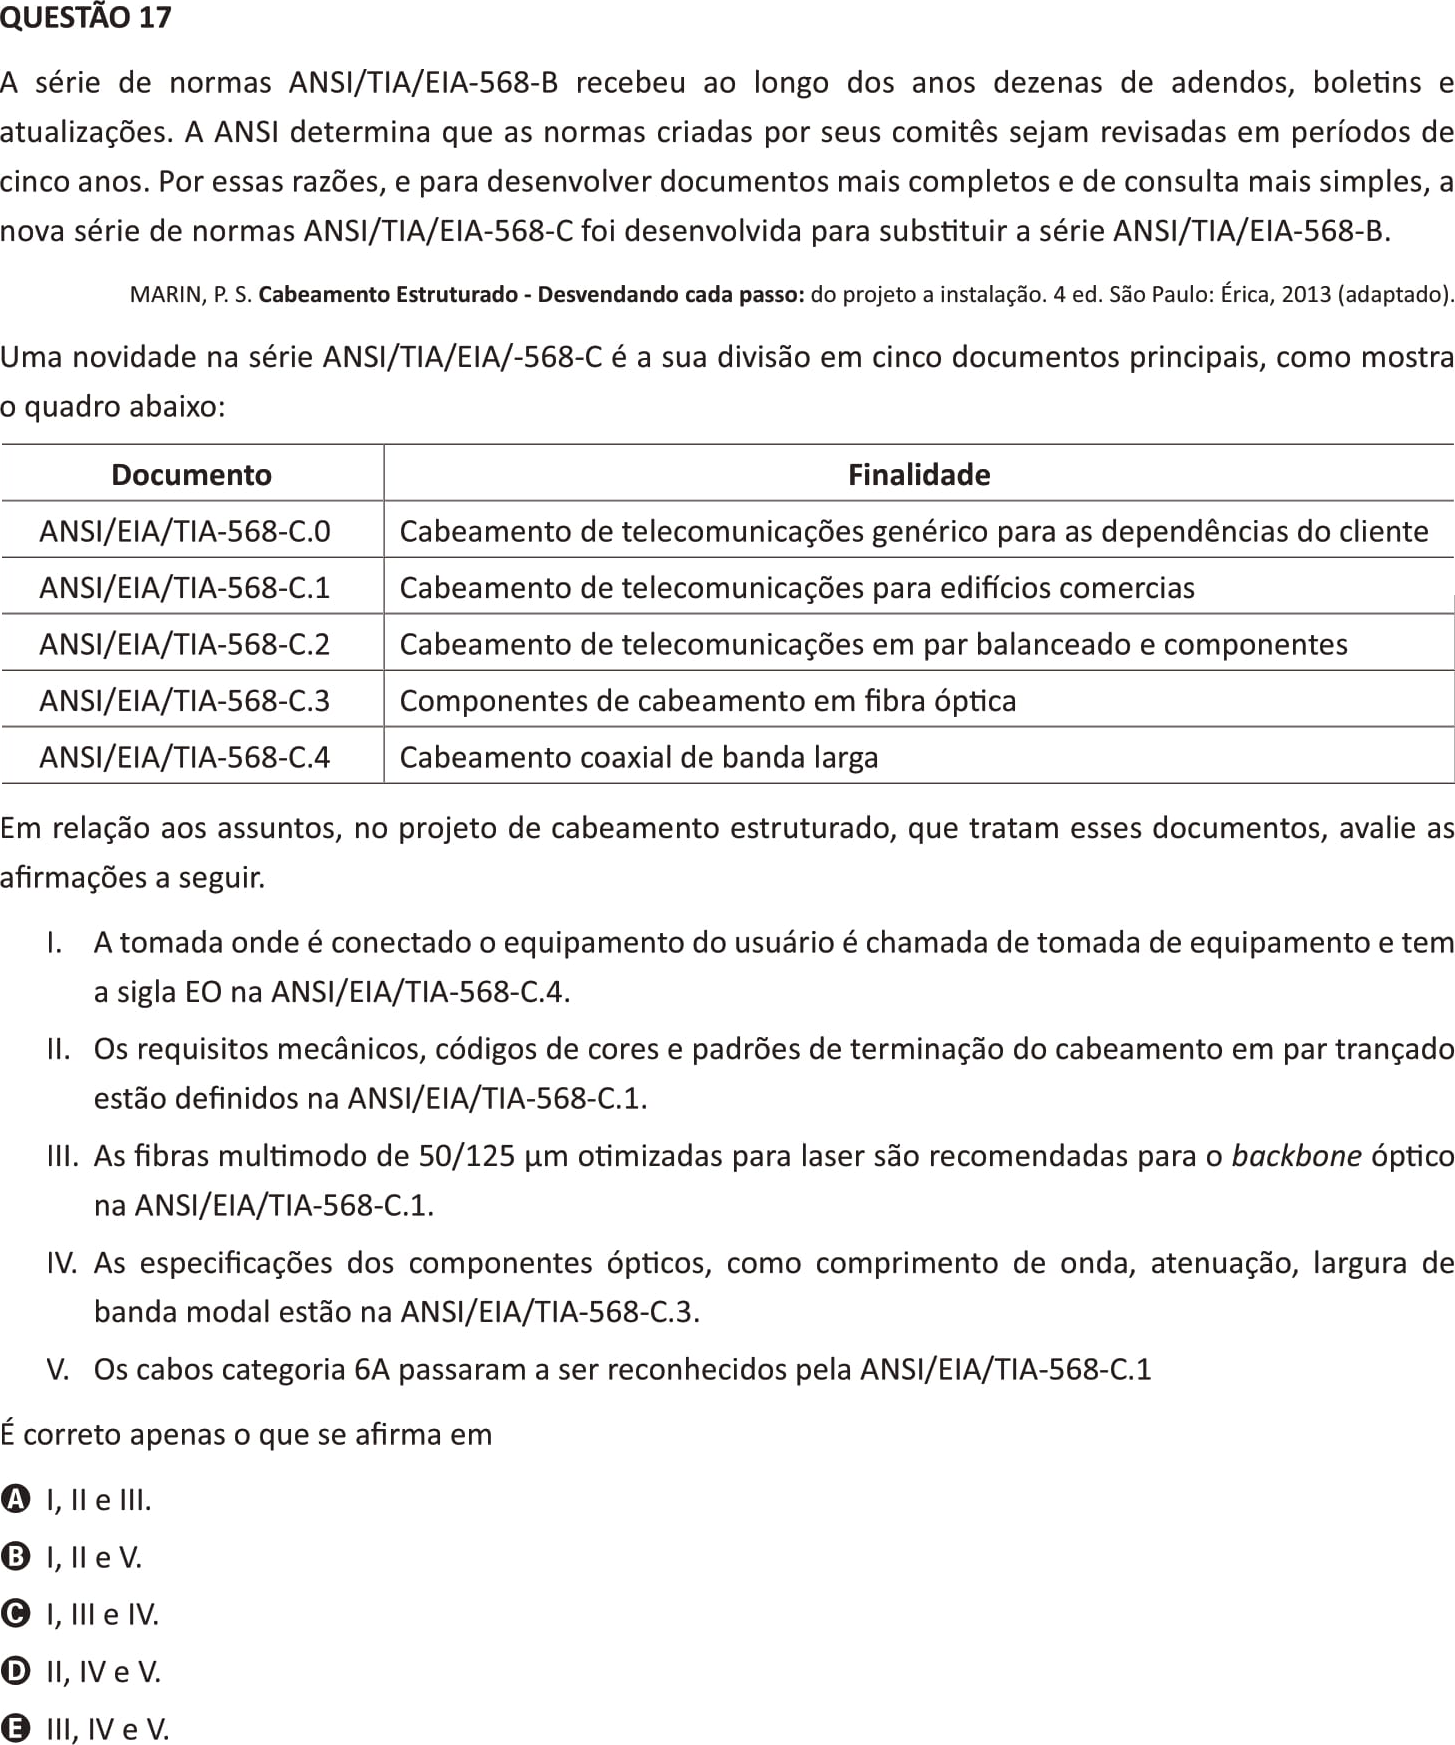 QUESTÃO 17
A série de normas ANSI/TIA/EIA-568-B recebeu ao longo dos anos dezenas de adendos, boletins e
atualizações. A ANSI determina que as normas criadas por seus comitês sejam revisadas em períodos de
cinco anos. Por essas razões, e para desenvolver documentos mais completos e de consulta mais simples, a
nova série de normas ANSI/TIA/EIA-568-C foi desenvolvida para substituir a série ANSI/TIA/EIA-568-B.
MARIN, P. S. Cabeamento Estruturado - Desvendando cada passo: do projeto a instalação. 4 ed. São Paulo: Érica, 2013 (adaptado).
Uma novidade na série ANSI/TIA/EIA/-568-C é a sua divisão em cinco documentos principais, como mostra
o quadro abaixo:
Documento Finalidade
ANSI/EIA/TIA-568-C.0 Cabeamento de telecomunicações genérico para as dependências do cliente
ANSI/EIA/TIA-568-C.1 Cabeamento de telecomunicações para edifícios comercias
ANSI/EIA/TIA-568-C.2 Cabeamento de telecomunicações em par balanceado e componentes
ANSI/EIA/TIA-568-C.3 Componentes de cabeamento em fibra óptica
ANSI/EIA/TIA-568-C.4 Cabeamento coaxial de banda larga
Em relação aos assuntos, no projeto de cabeamento estruturado, que tratam esses documentos, avalie as
afirmações a seguir.
I. A tomada onde é conectado o equipamento do usuário é chamada de tomada de equipamento e tem
a sigla EO na ANSI/EIA/TIA-568-C.4.
II. Os requisitos mecânicos, códigos de cores e padrões de terminação do cabeamento em par trançado
estão definidos na ANSI/EIA/TIA-568-C.1.
III. As fibras multimodo de 50/125 µm otimizadas para laser são recomendadas para o backbone óptico
na ANSI/EIA/TIA-568-C.1.
IV. As especificações dos componentes ópticos, como comprimento de onda, atenuação, largura de
banda modal estão na ANSI/EIA/TIA-568-C.3.
V. Os cabos categoria 6A passaram a ser reconhecidos pela ANSI/EIA/TIA-568-C.1
É correto apenas o que se afirma em
A I, II e III.
B I, II e V.
C I, III e IV.
D II, IV e V.
E III, IV e V.